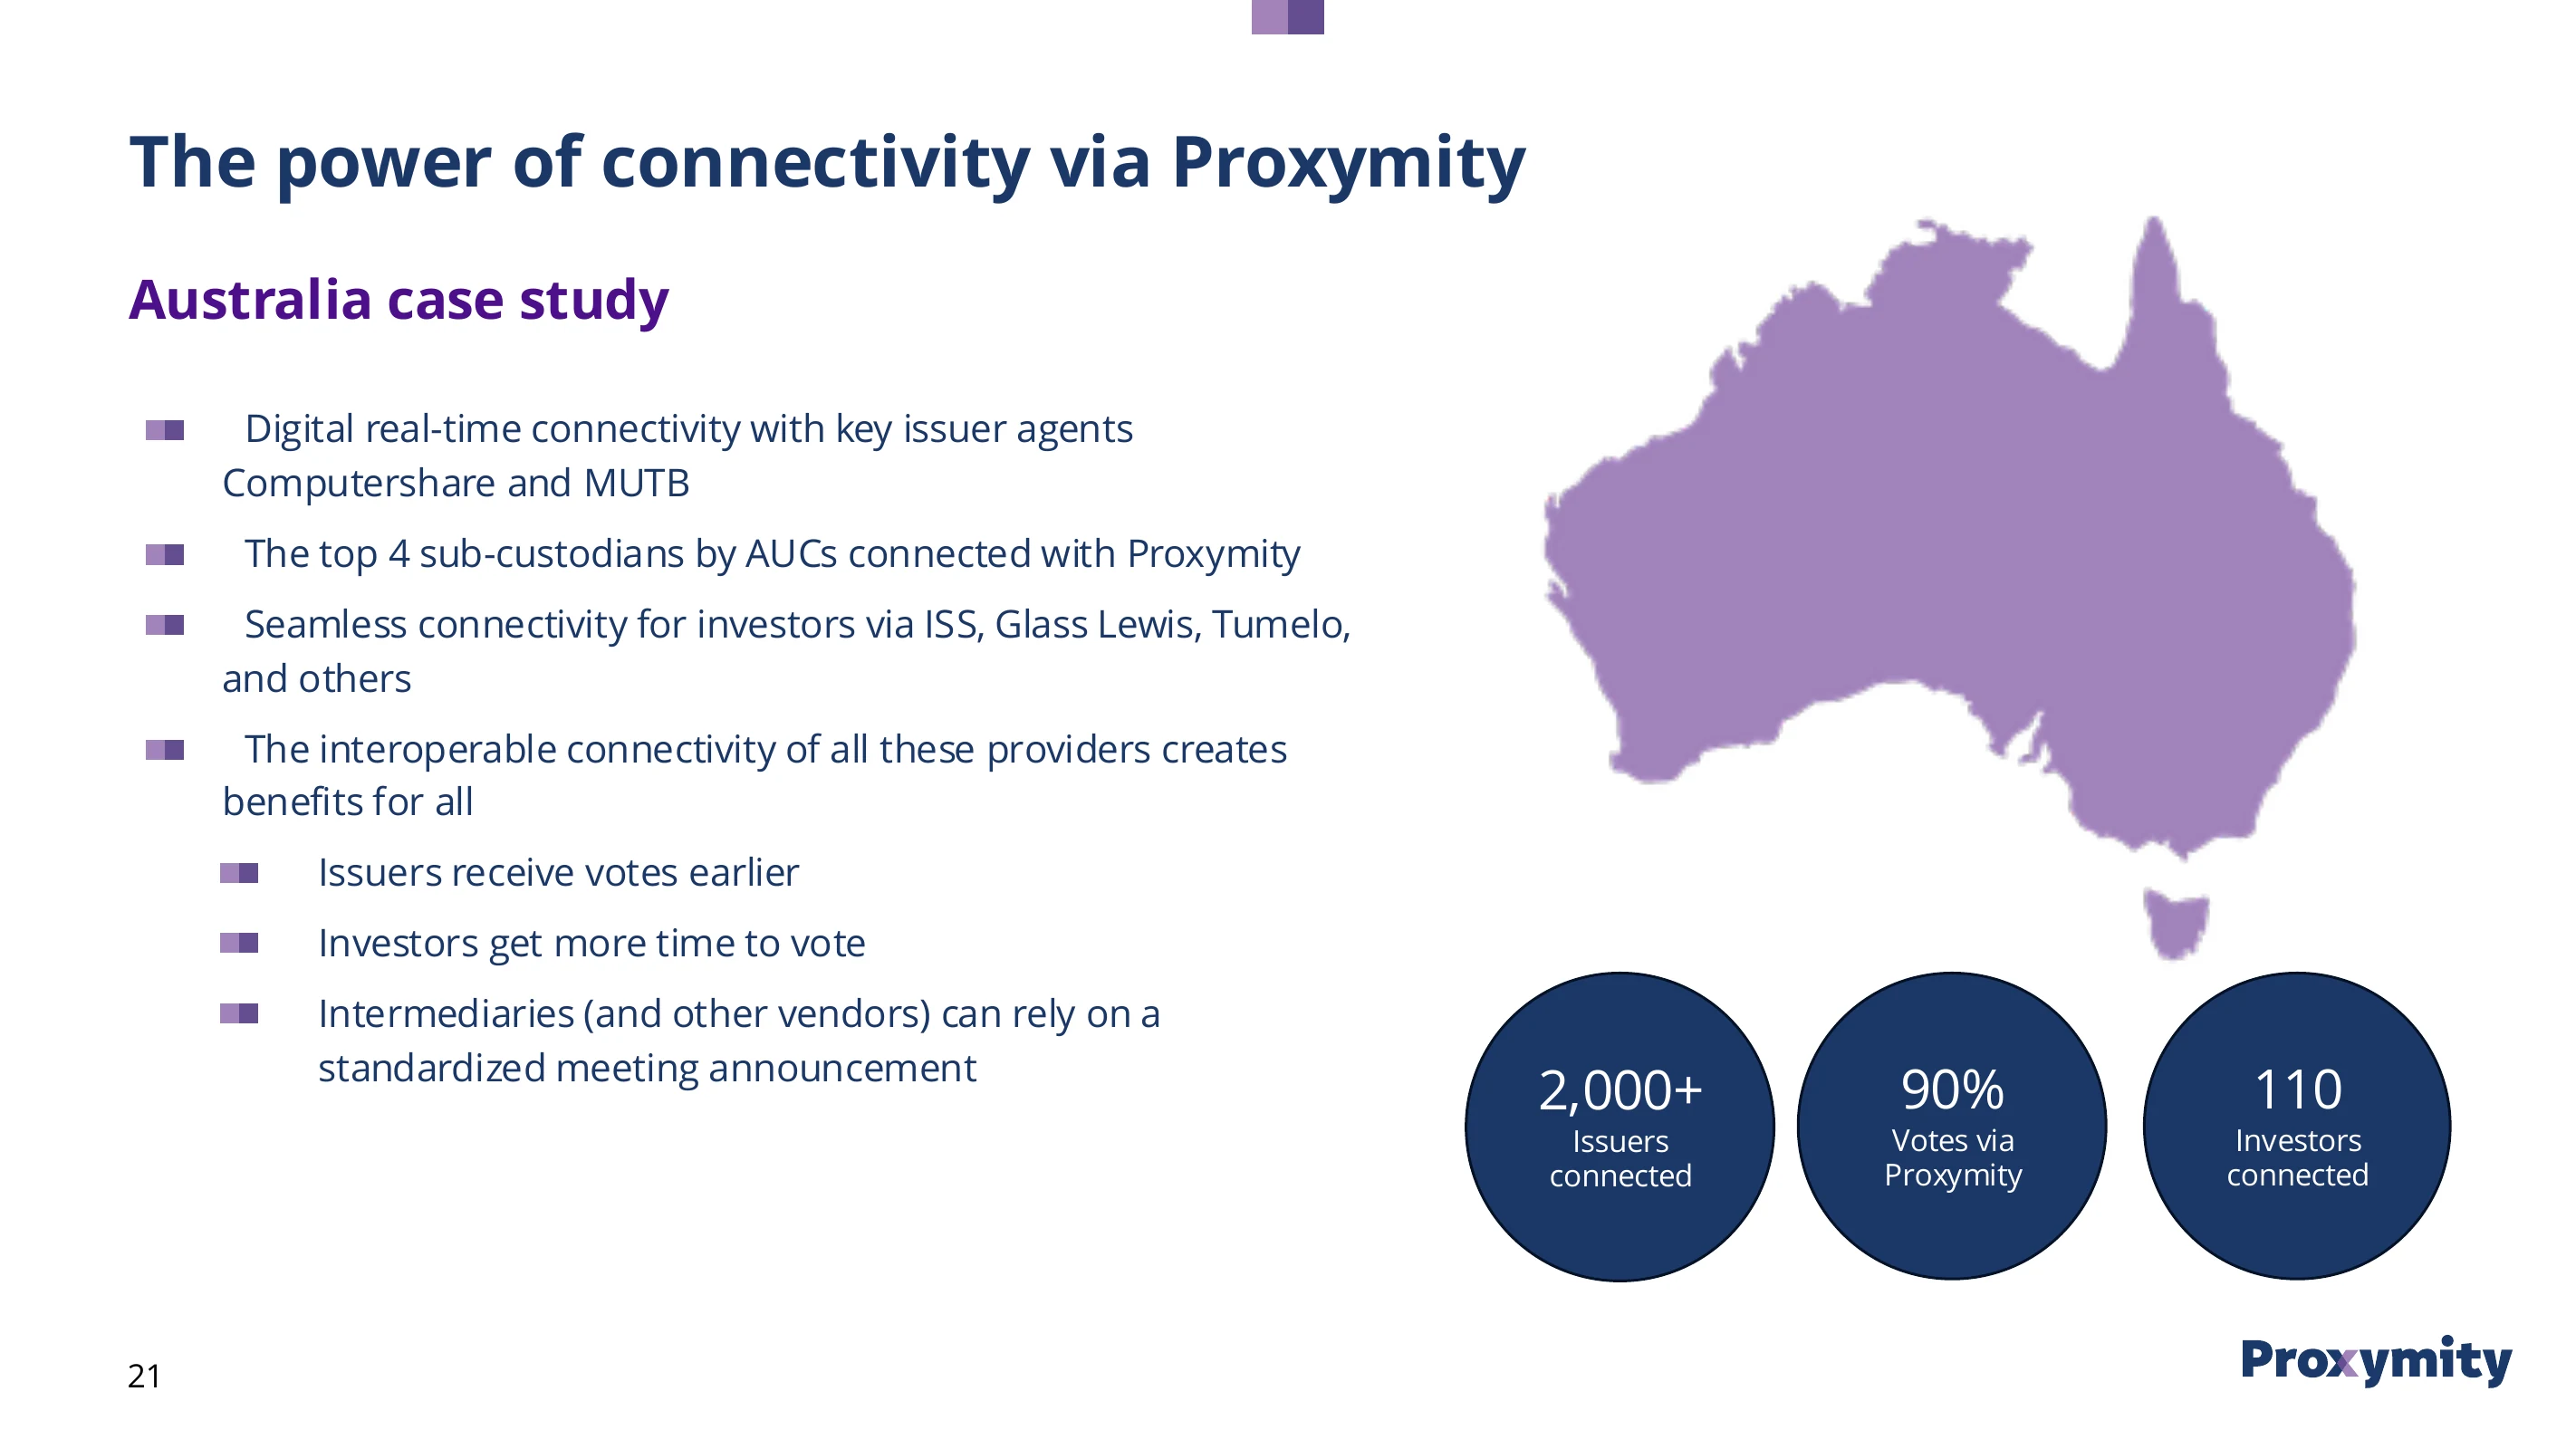 The power of connectivity via Proxymity
Australia case study
Digital real-time connectivity with key issuer agents
Computershare and MUTB
The top 4 sub-custodians by AUCs connected with Proxymity
Seamless connectivity for investors via ISS, Glass Lewis, Tumelo,
and others
The interoperable connectivity of all these providers creates
benefits for all
Issuers receive votes earlier
Investors get more time to vote
Intermediaries (and other vendors) can rely on a
standardized meeting announcement
2,000+
Issuers
connected
90%
Votes via
Proxymity
110
Investors
connected
21
Proxymity